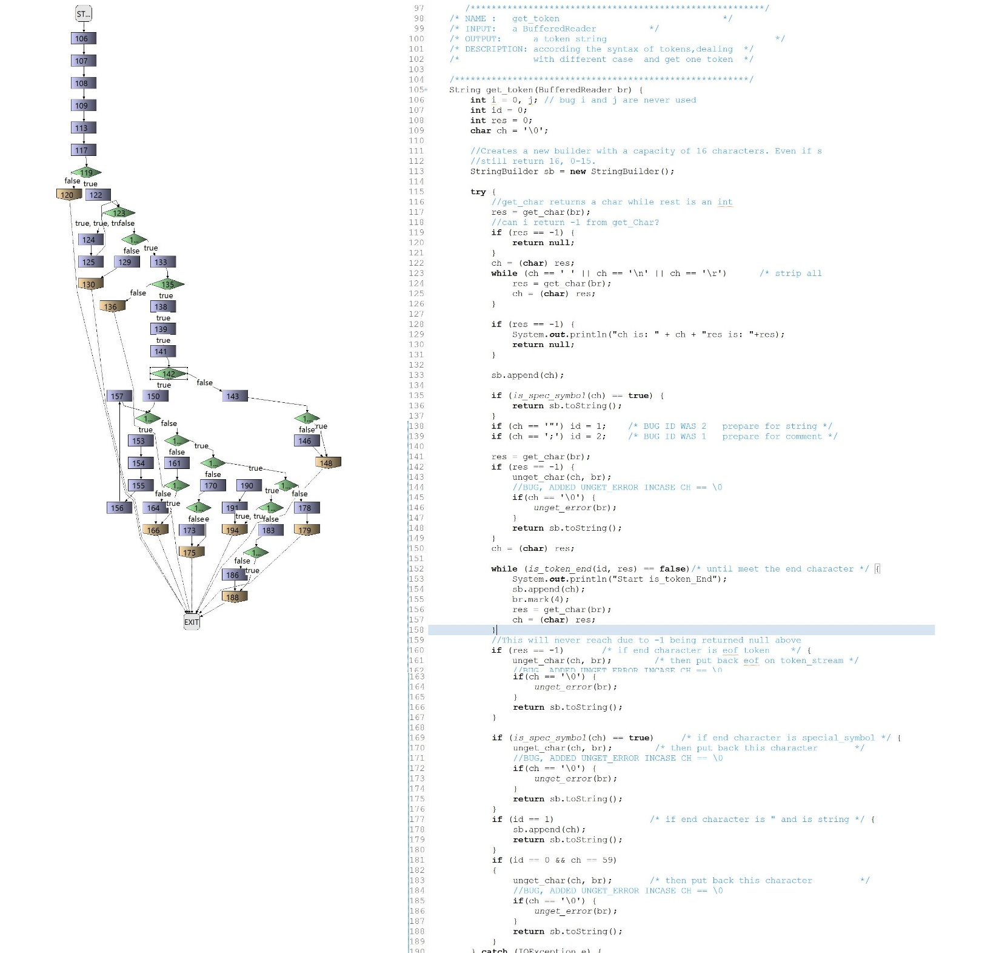 ST...
106
107
108
109
113
117
119
false
true
120
122
123
true, true, tr
false
124
1...
false
true
125
129
133
130
135
false
true
136
138
true
139
true
141
142
true
false
157
150
143
1...
false
1...
true
true
false
153
1...
true
146
false
154
161
1...
true
148
155
1...
170
190
1...
true
false
false
true
156
164
1...
191
1...
178
false
true, tru
false
166
173
194
183
179
175
1...
false
true
186
188
EXIT
97 /********************************************************/
98 /* NAME : get_token */
99 /* INPUT: a BufferedReader */
100 /* OUTPUT: a token string */
101 /* DESCRIPTION: according the syntax of tokens,dealing */
102 /* with different case and get one token */
103
104 /********************************************************/
105 String get_token(BufferedReader br) {
106 int i = 0, j; // bug i and j are never used
107 int id = 0;
108 int res = 0;
109 char ch = '\0';
110
111 //Creates a new builder with a capacity of 16 characters. Even if s
112 //still return 16, 0-15.
113 StringBuilder sb = new StringBuilder();
114
115 try {
116 //get_char returns a char while rest is an int
117 res = get_char(br);
118 //can i return -1 from get_Char?
119 if (res == -1) {
120 return null;
121 }
122 ch = (char) res;
123 while (ch == ' ' || ch == '\n' || ch == '\r') /* strip all
124 res = get_char(br);
125 ch = (char) res;
126 }
127
128 if (res == -1) {
129 System.out.println("ch is: " + ch + "res is: "+res);
130 return null;
131 }
132
133 sb.append(ch);
134
135 if (is_spec_symbol(ch) == true) {
136 return sb.toString();
137 }
138 if (ch == '"') id = 1; /* BUG ID WAS 2 prepare for string */
139 if (ch == ';') id = 2; /* BUG ID WAS 1 prepare for comment */
140
141 res = get_char(br);
142 if (res == -1) {
143 unget_char(ch, br);
144 //BUG, ADDED UNGET_ERROR INCASE CH == \0
145 if(ch == '\0') {
146 unget_error(br);
147 }
148 return sb.toString();
149 }
150 ch = (char) res;
151
152 while (is_token_end(id, res) == false)/* until meet the end character */ {
153 System.out.println("Start is_token_End");
154 sb.append(ch);
155 br.mark(4);
156 res = get_char(br);
157 ch = (char) res;
158 }
159 //This will never reach due to -1 being returned null above
160 if (res == -1) /* if end character is eof token */ {
161 unget_char(ch, br); /* then put back eof on token_stream */
162 //BUG, ADDED UNGET_ERROR INCASE CH == \0
163 if(ch == '\0') {
164 unget_error(br);
165 }
166 return sb.toString();
167 }
168
169 if (is_spec_symbol(ch) == true) /* if end character is special_symbol */ {
170 unget_char(ch, br); /* then put back this character */
171 //BUG, ADDED UNGET_ERROR INCASE CH == \0
172 if(ch == '\0') {
173 unget_error(br);
174 }
175 return sb.toString();
176 }
177 if (id == 1) /* if end character is " and is string */ {
178 sb.append(ch);
179 return sb.toString();
180 }
181 if (id == 0 && ch == 59)
182 {
183 unget_char(ch, br); /* then put back this character */
184 //BUG, ADDED UNGET_ERROR INCASE CH == \0
185 if(ch == '\0') {
186 unget_error(br);
187 }
188 return sb.toString();
189 }
190 } catch (IOException e) {